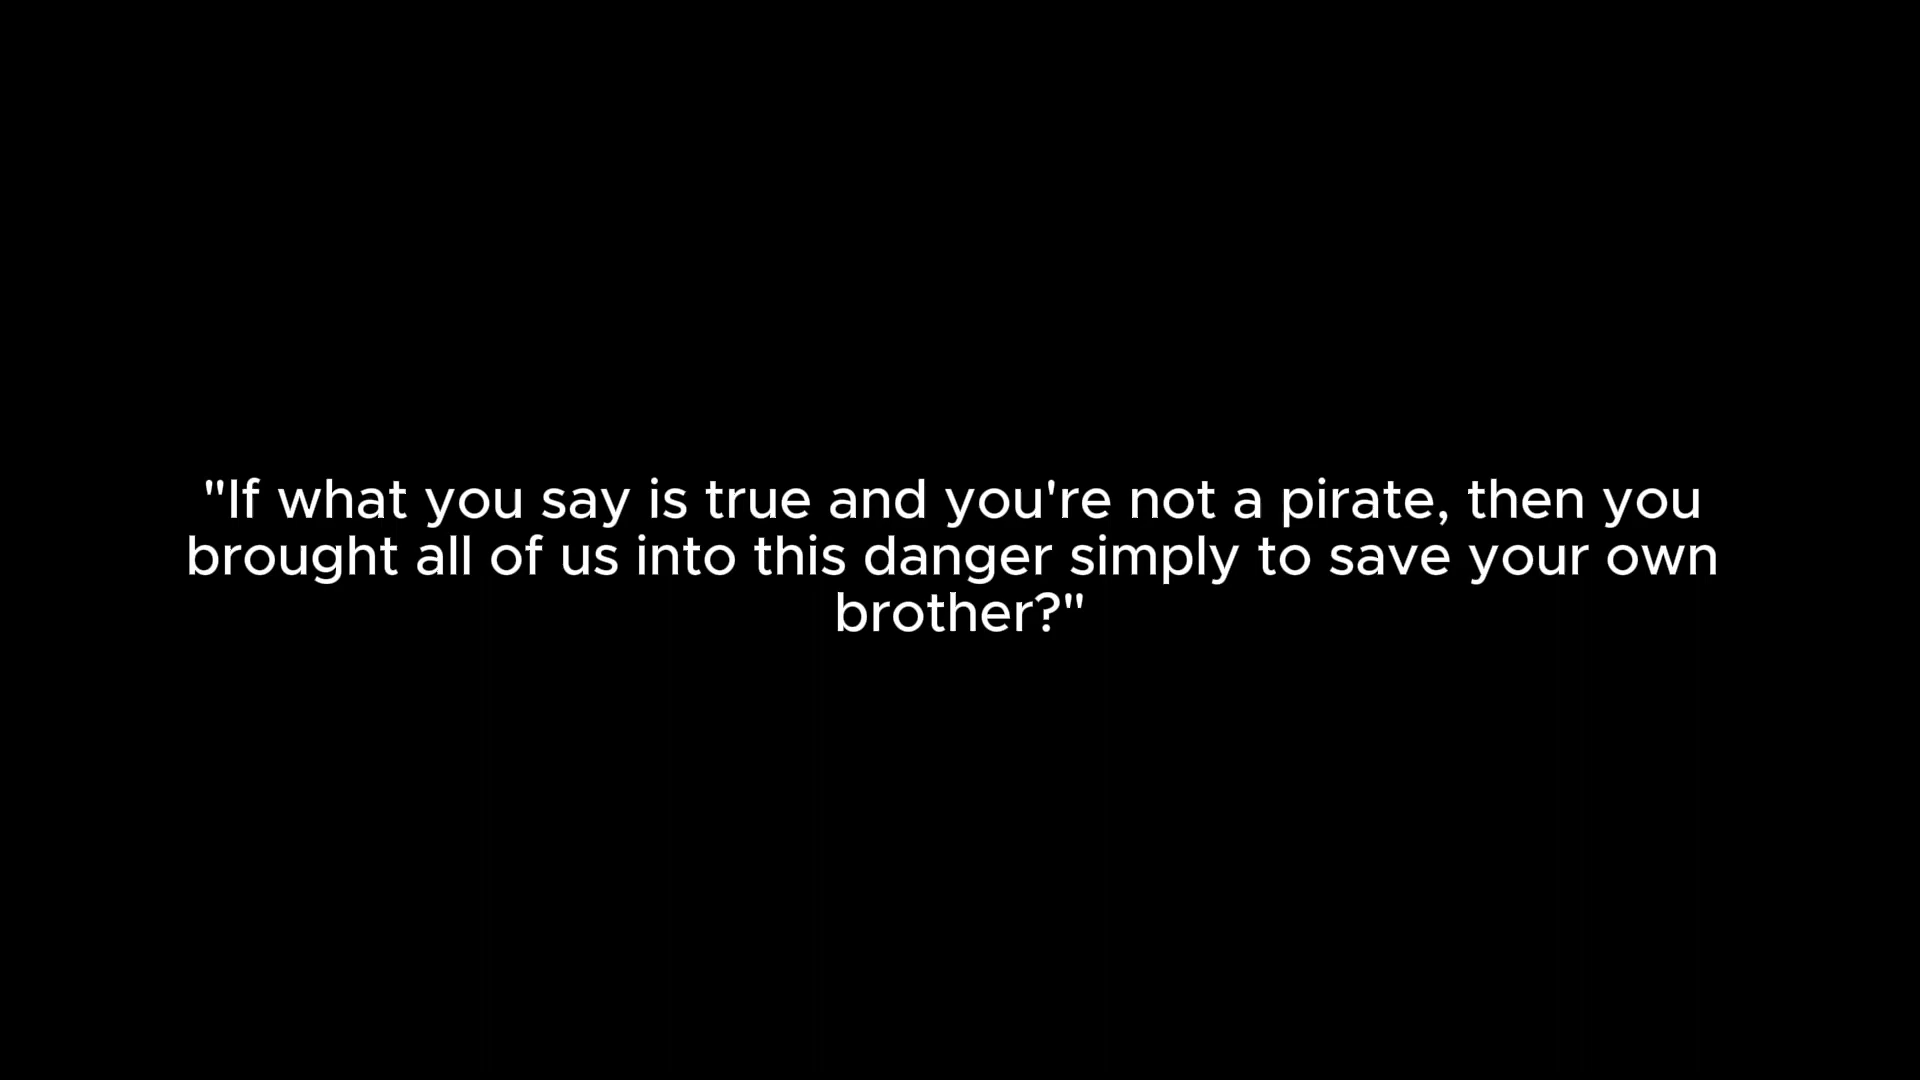 "If what you say is true and you're not a pirate, then you
brought all of us into this danger simply to save your own
brother?"